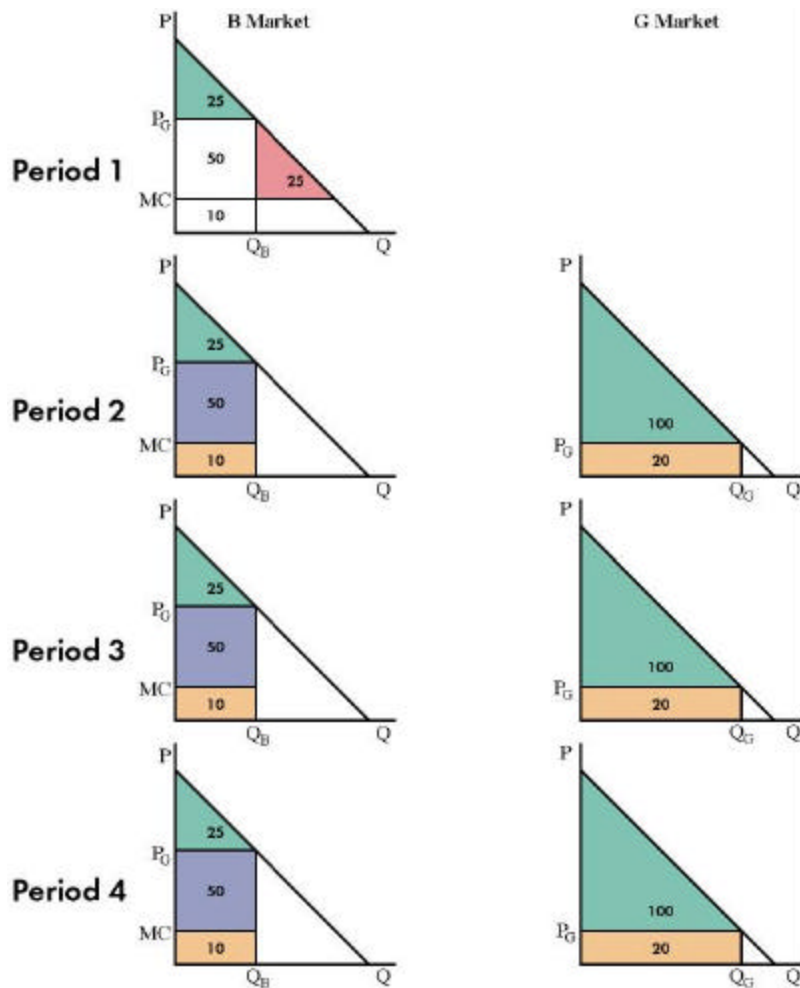 B Market
G Market
P
25
P_G
50
Period 1
25
MC
10
Q_B
Q
P
P
25
P_G
50
Period 2
100
MC
P_G
10
20
Q_B
Q
Q_G
Q
P
P
25
P_G
50
Period 3
100
MC
P_G
10
20
Q_B
Q
Q_G
Q
P
P
25
P_G
50
Period 4
100
MC
P_G
10
20
Q_B
Q
Q_G
Q